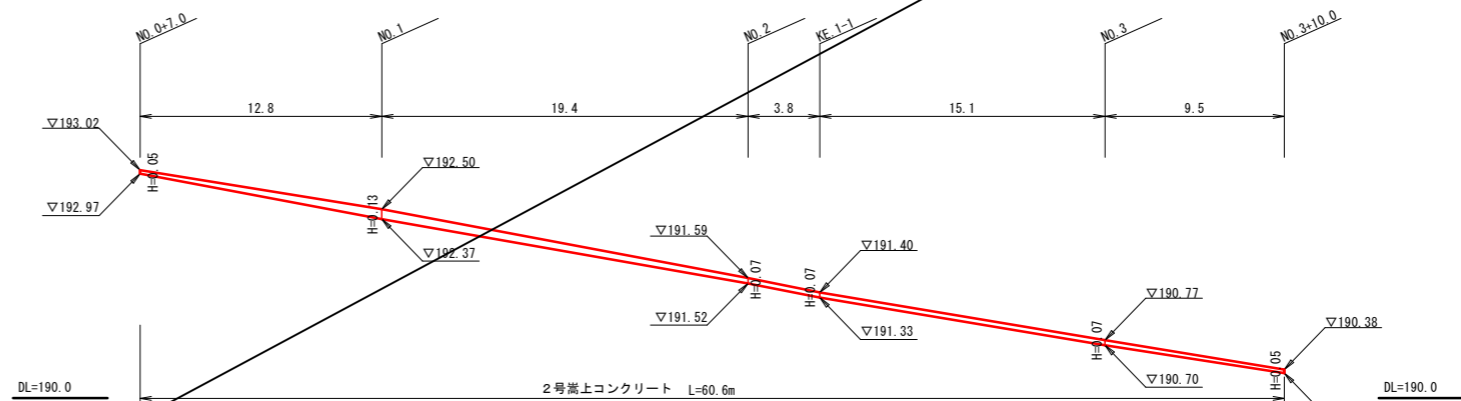 NO.0+7.0
NO.1
NO.2
KE.1-1
NO.3
NO.3+10.0
12.8
19.4
3.8
15.1
9.5
▽193.02
H=0.05
▽192.97
▽192.50
H=0.13
▽192.37
▽191.59
H=0.07
▽191.52
▽191.40
H=0.07
▽191.33
▽190.77
H=0.07
▽190.70
▽190.38
H=0.05
DL=190.0
2号嵩上コンクリート L=60.6m
DL=190.0